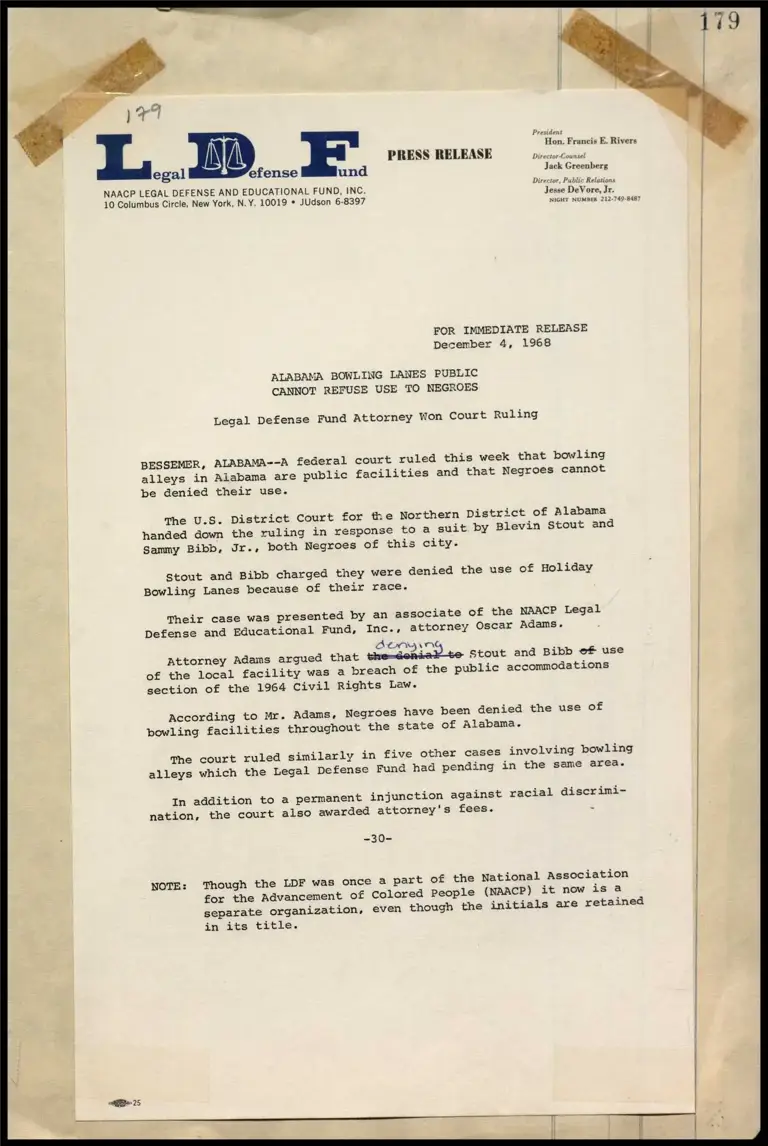 179
179
Legal Defense Fund
PRESS RELEASE
President
Hon. Francis E. Rivers
Director-Counsel
Jack Greenberg
Director, Public Relations
Jesse DeVore, Jr.
NIGHT NUMBER 212-749-8487
NAACP LEGAL DEFENSE AND EDUCATIONAL FUND, INC.
10 Columbus Circle, New York, N.Y. 10019 • JUdson 6-8397
FOR IMMEDIATE RELEASE
December 4, 1968
ALABAMA BOWLING LANES PUBLIC
CANNOT REFUSE USE TO NEGROES
Legal Defense Fund Attorney Won Court Ruling
BESSEMER, ALABAMA--A federal court ruled this week that bowling
alleys in Alabama are public facilities and that Negroes cannot
be denied their use.
The U.S. District Court for the Northern District of Alabama
handed down the ruling in response to a suit by Blevin Stout and
Sammy Bibb, Jr., both Negroes of this city.
Stout and Bibb charged they were denied the use of Holiday
Bowling Lanes because of their race.
Their case was presented by an associate of the NAACP Legal
Defense and Educational Fund, Inc., attorney Oscar Adams.
denying
Attorney Adams argued that the denial to Stout and Bibb of use
of the local facility was a breach of the public accommodations
section of the 1964 Civil Rights Law.
According to Mr. Adams, Negroes have been denied the use of
bowling facilities throughout the state of Alabama.
The court ruled similarly in five other cases involving bowling
alleys which the Legal Defense Fund had pending in the same area.
In addition to a permanent injunction against racial discrimi-
nation, the court also awarded attorney's fees.
-30-
NOTE: Though the LDF was once a part of the National Association
for the Advancement of Colored People (NAACP) it now is a
separate organization, even though the initials are retained
in its title.
25